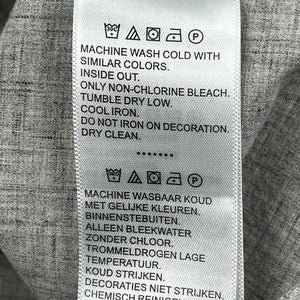 MACHINE WASH COLD WITH
SIMILAR COLORS.
INSIDE OUT.
ONLY NON-CHLORINE BLEACH.
TUMBLE DRY LOW.
COOL IRON.
DO NOT IRON ON DECORATION.
DRY CLEAN.
.......
MACHINE WASBAAR KOUD
MET GELIJKE KLEUREN.
BINNENSTEBUITEN.
ALLEEN BLEEKWATER
ZONDER CHLOOR.
TROMMELDROGEN LAGE
TEMPERATUUR.
KOUD STRIJKEN.
DECORATIES NIET STRIJKEN.
CHEMISCH REINIGEN